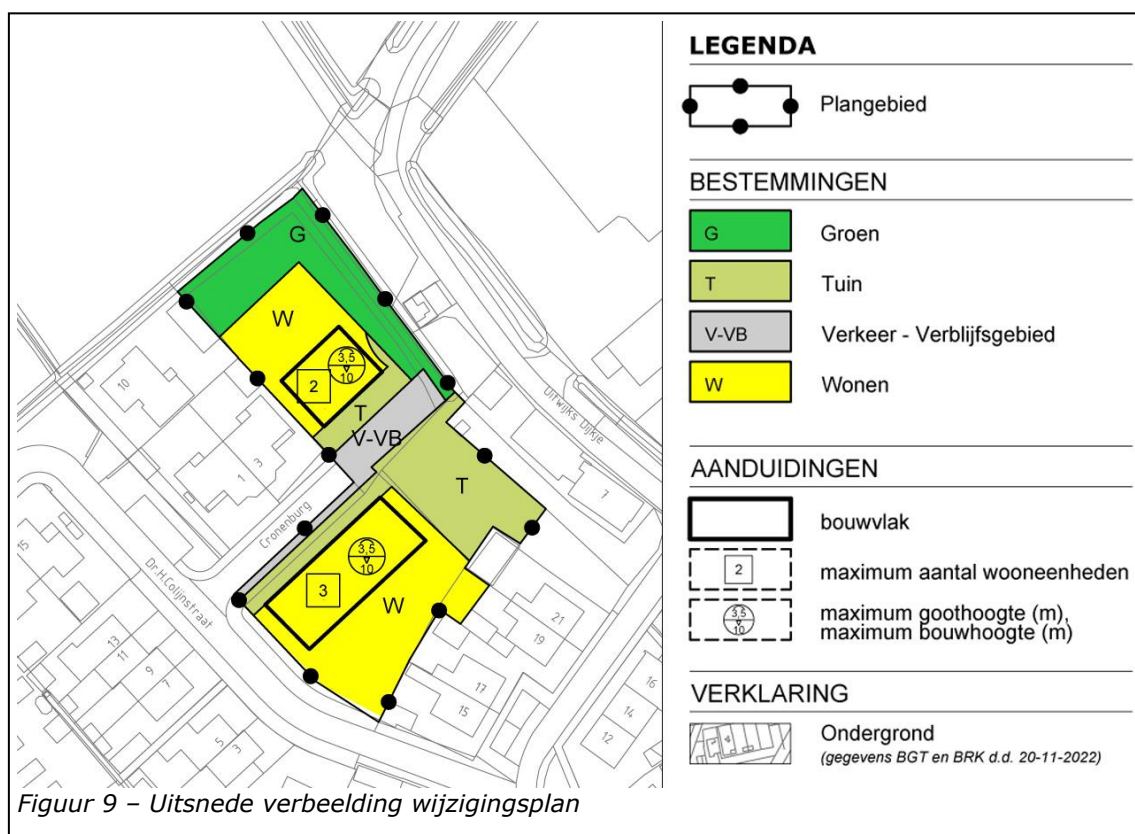 G
W
3,5
10
2
T
V-VB
T
3,5
10
3
W
10
1
3
Cronenburg
Dr.H.Colijnstraat
Uitwijks Dijkje
7
15
13
11
9
7
5
3
21
19
17
15
16
14
12
LEGENDA
Plangebied
BESTEMMINGEN
G Groen
T Tuin
V-VB Verkeer - Verblijfsgebied
W Wonen
AANDUIDINGEN
bouwvlak
2 maximum aantal wooneenheden
3,5
10
maximum goothoogte (m),
maximum bouwhoogte (m)
VERKLARING
Ondergrond
(gegevens BGT en BRK d.d. 20-11-2022)
Figuur 9 – Uitsnede verbeelding wijzigingsplan